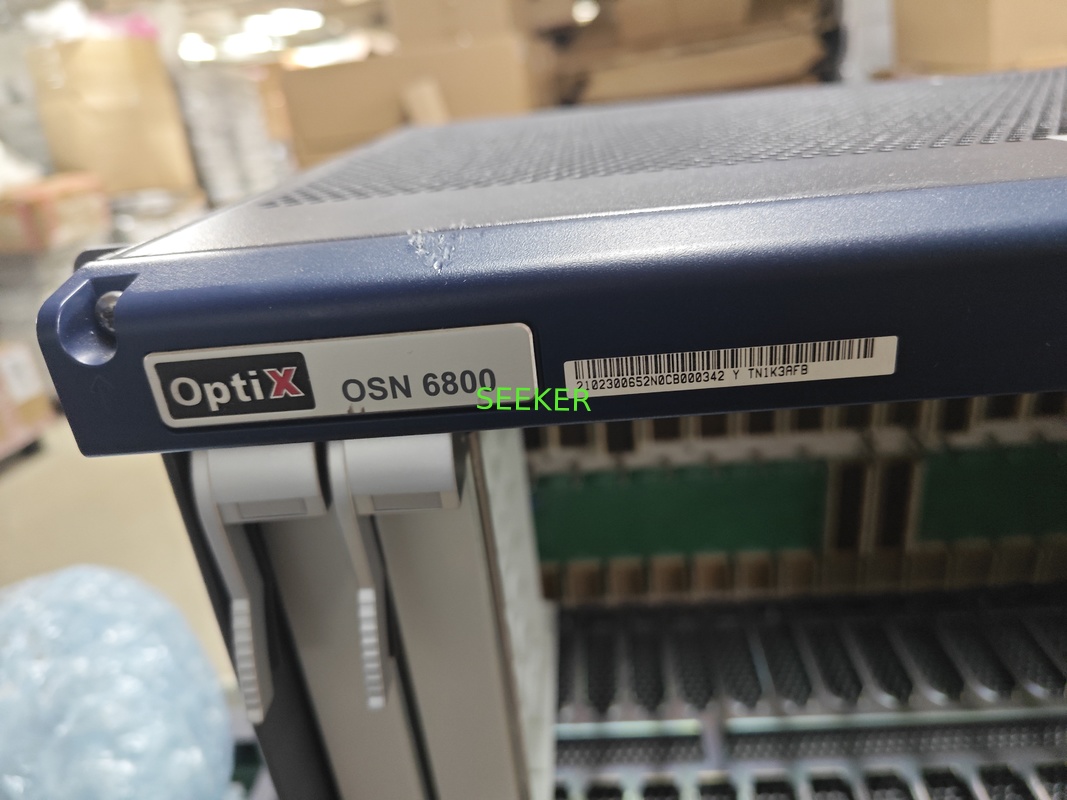 OptiX
OSN 6800
2102300652N0CB000342 Y TN1K3AFB
SEEKER